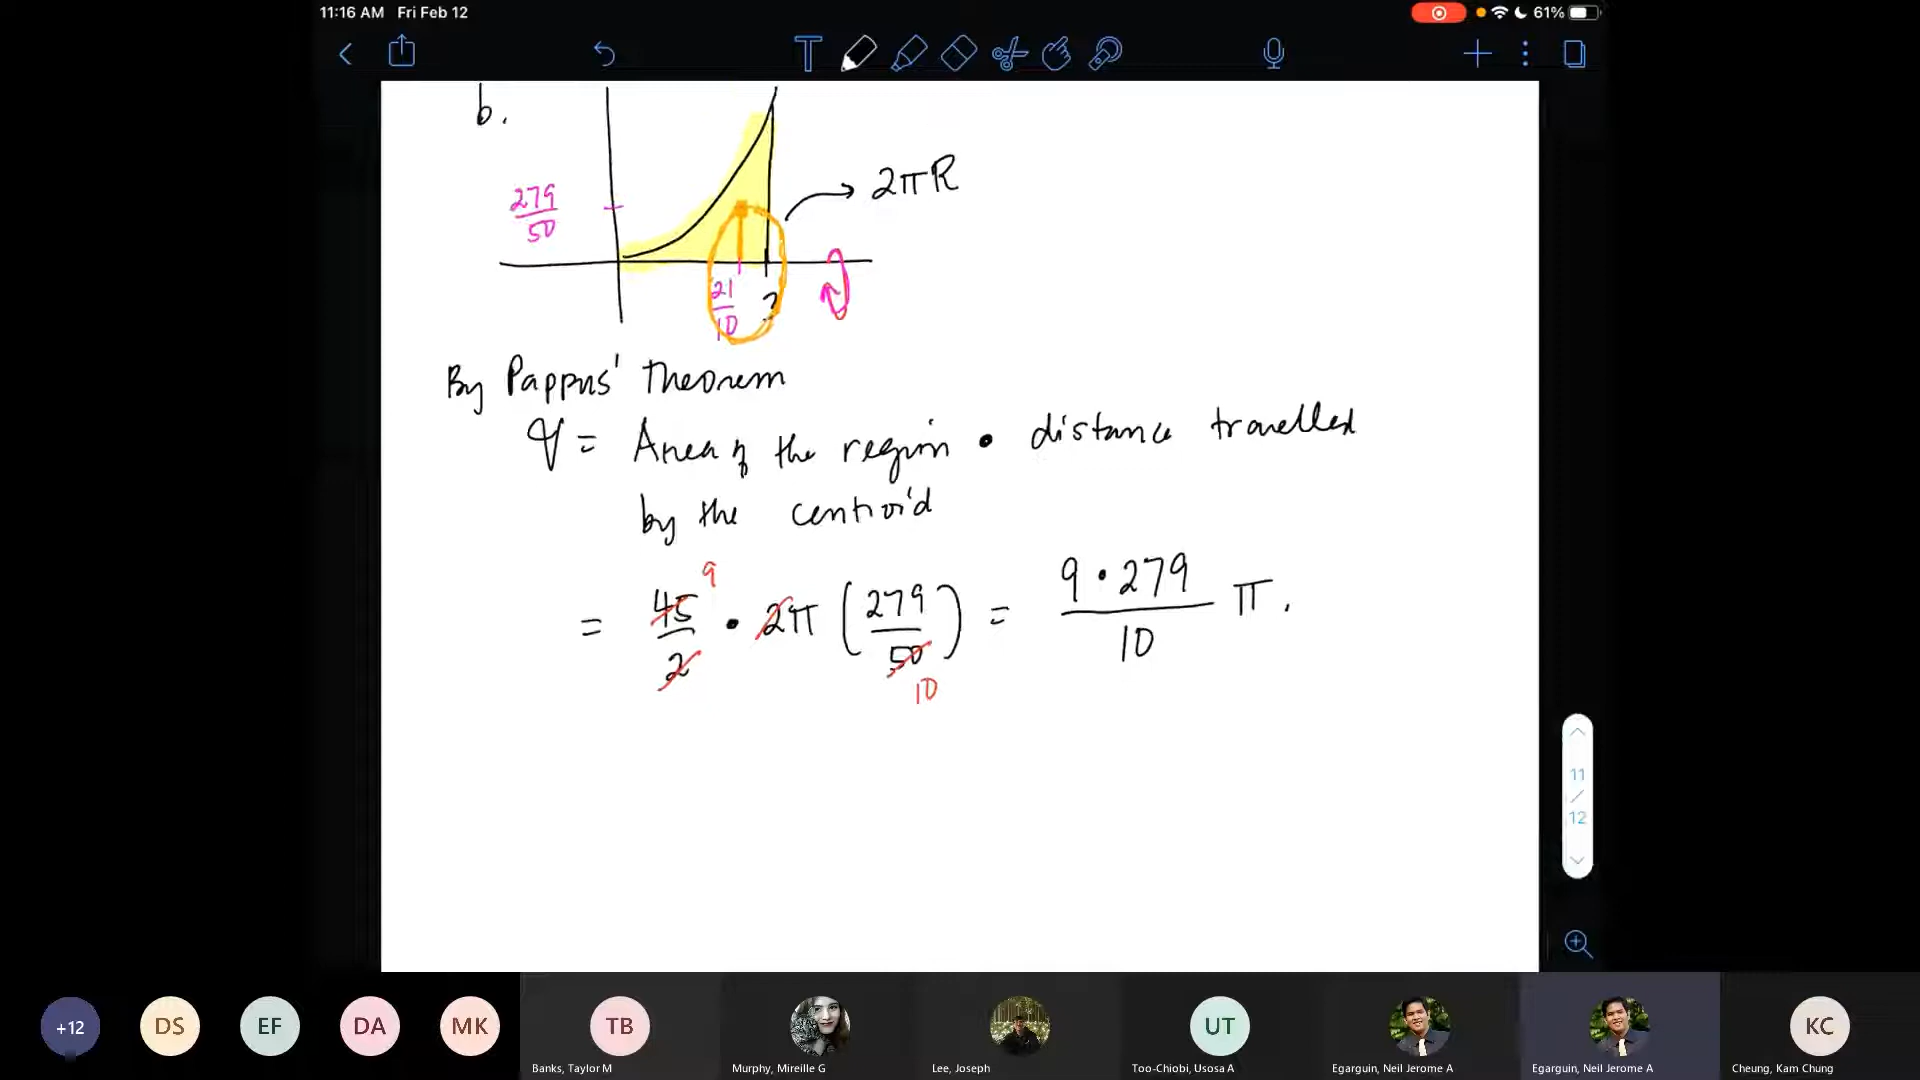 11:16 AM Fri Feb 12
61%
b.
279/50
2πR
21/10 3
By Pappus' Theorem
V = Area of the region • distance travelled
by the centroid
= 45/2 • 2π (279/50) = 9 • 279/10 π.
9
10
11
/
12
+12
DS
EF
DA
MK
TB
UT
KC
Banks, Taylor M
Murphy, Mireille G
Lee, Joseph
Too-Chiobi, Usosa A
Egarguin, Neil Jerome A
Egarguin, Neil Jerome A
Cheung, Kam Chung